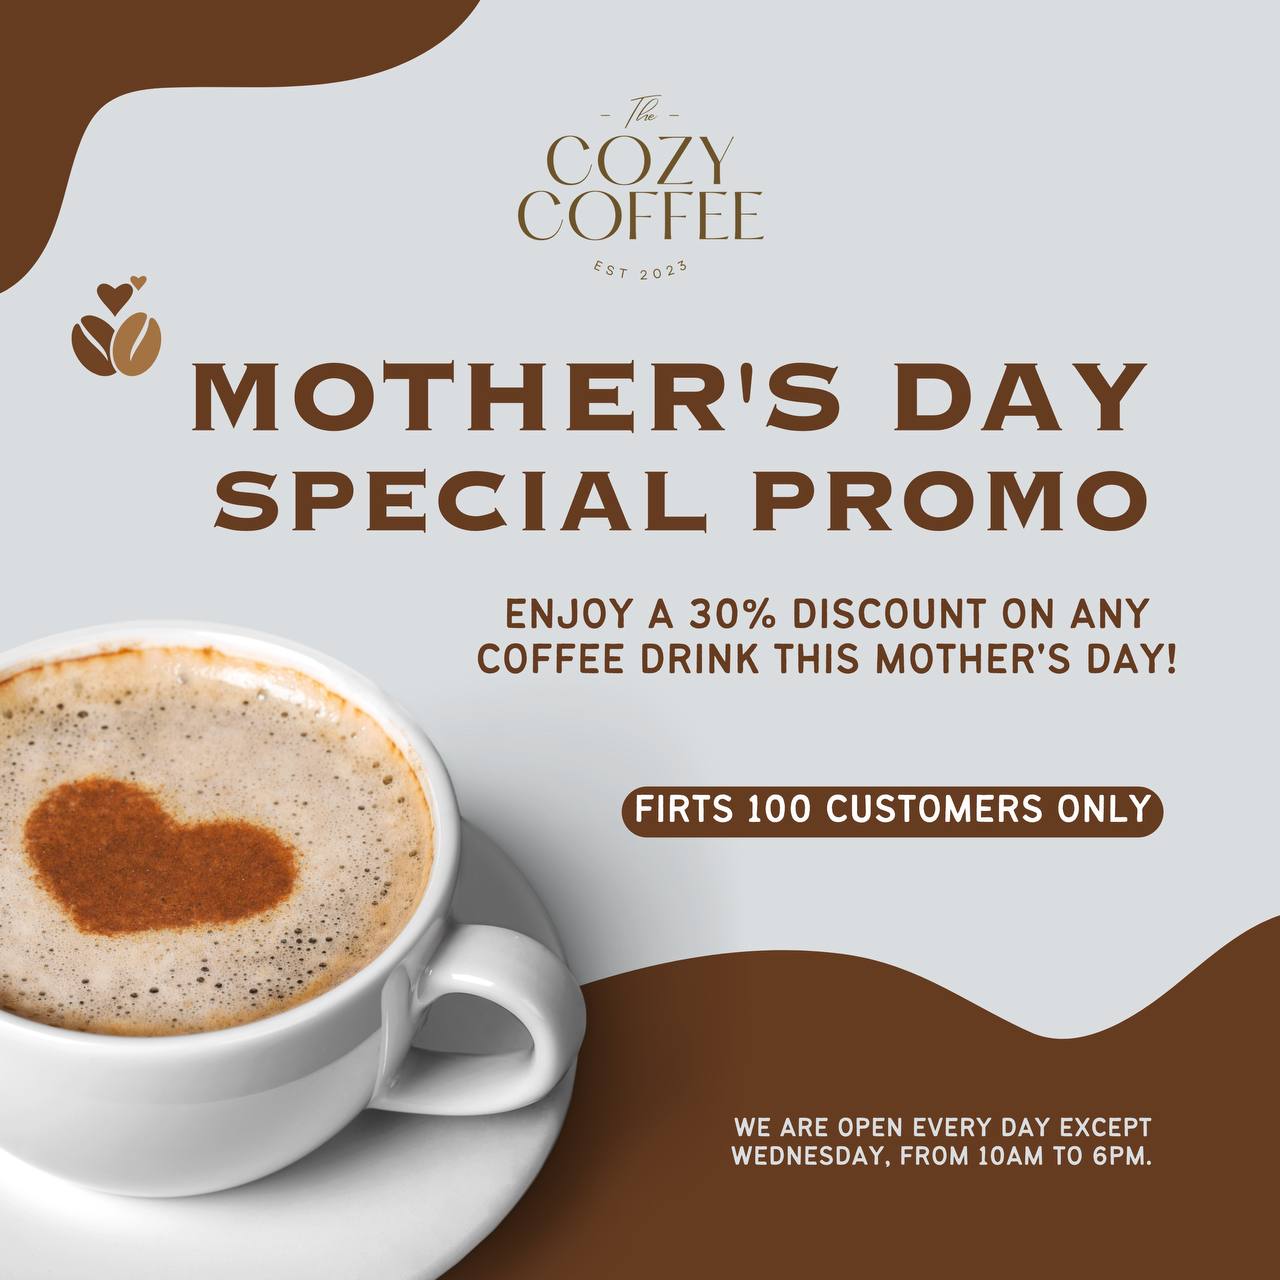 - The -
COZY
COFFEE
EST 2023
MOTHER'S DAY
SPECIAL PROMO
ENJOY A 30% DISCOUNT ON ANY
COFFEE DRINK THIS MOTHER'S DAY!
FIRTS 100 CUSTOMERS ONLY
WE ARE OPEN EVERY DAY EXCEPT
WEDNESDAY, FROM 10AM TO 6PM.